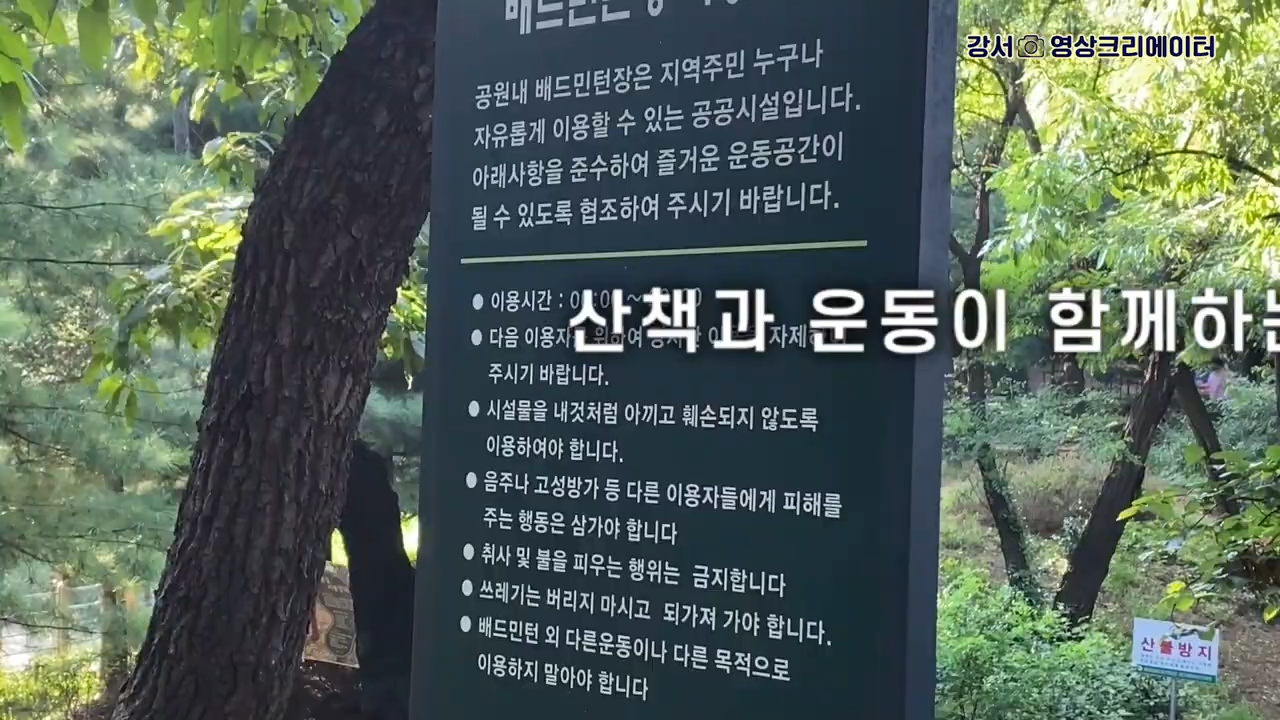 강서 영상크리에이터
공원내 배드민턴장은 지역주민 누구나
자유롭게 이용할 수 있는 공공시설입니다.
아래사항을 준수하여 즐거운 운동공간이
될 수 있도록 협조하여 주시기 바랍니다.
● 이용시간 :
산책과 운동이 함께하는
● 다음 이용자를 위하여
주시기 바랍니다.
● 시설물을 내것처럼 아끼고 훼손되지 않도록
이용하여야 합니다.
● 음주나 고성방가 등 다른 이용자들에게 피해를
주는 행동은 삼가야 합니다
● 취사 및 불을 피우는 행위는 금지합니다
● 쓰레기는 버리지 마시고 되가져 가야 합니다.
● 배드민턴 외 다른운동이나 다른 목적으로
이용하지 말아야 합니다
산불방지